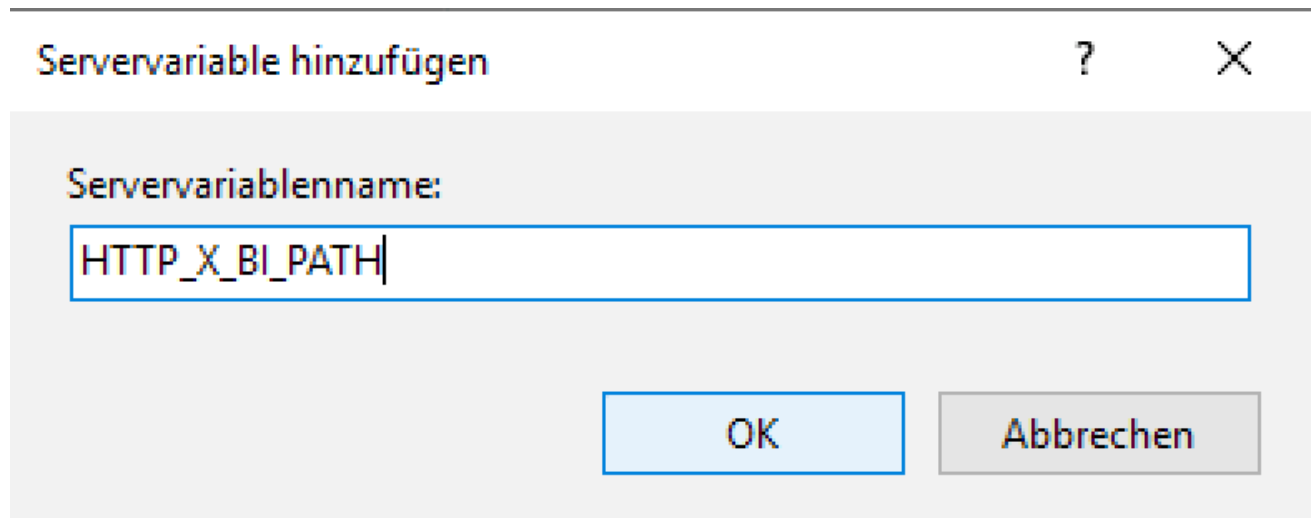 Servervariable hinzufügen ? ×
Servervariablenname:
HTTP_X_BI_PATH
OK Abbrechen